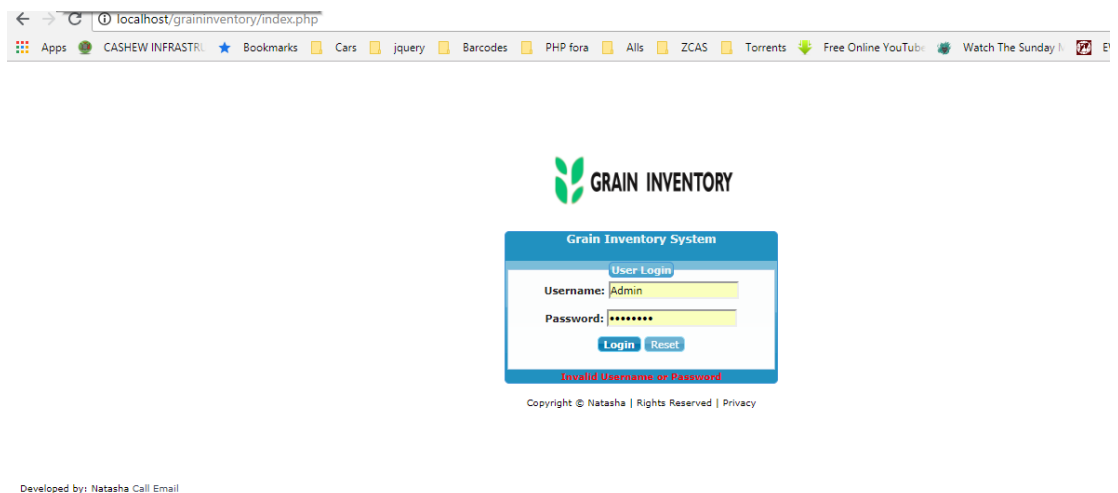 localhost/graininventory/index.php
Apps CASHEW INFRASTRU Bookmarks Cars jquery Barcodes PHP fora Alls ZCAS Torrents Free Online YouTube Watch The Sunday
GRAIN INVENTORY
Grain Inventory System
User Login
Username: Admin
Password: ••••••••
Login Reset
Invalid Username or Password
Copyright © Natasha | Rights Reserved | Privacy
Developed by: Natasha Call Email